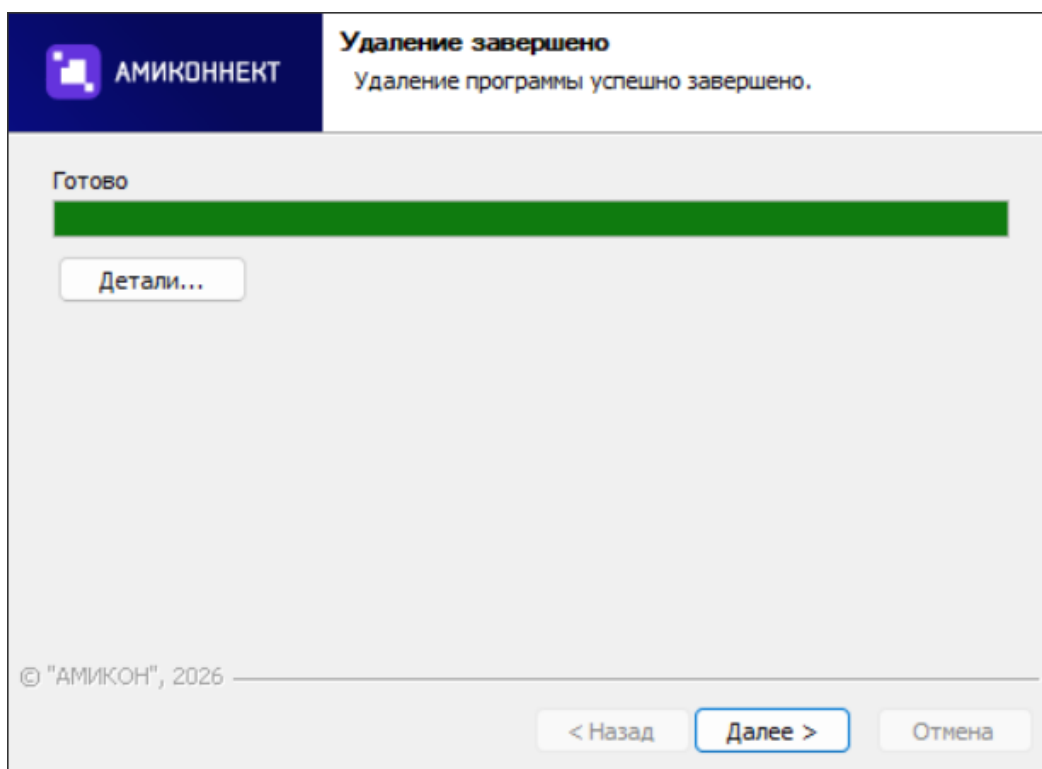 АМИКОННЕКТ
Удаление завершено
Удаление программы успешно завершено.
Готово
Детали...
© "АМИКОН", 2026
< Назад
Далее >
Отмена